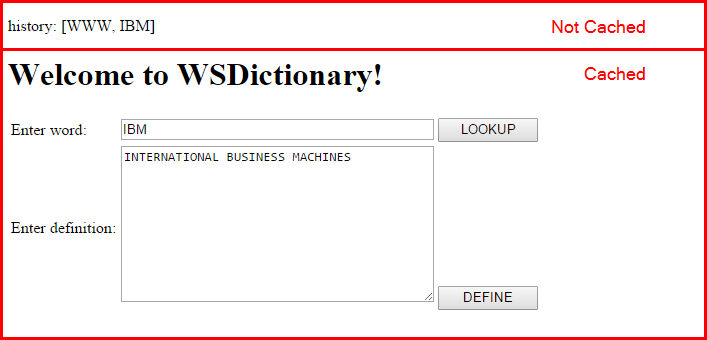 history: [WWW, IBM]
Not Cached
Welcome to WSDictionary!
Cached
Enter word:
IBM
LOOKUP
INTERNATIONAL BUSINESS MACHINES
Enter definition:
DEFINE